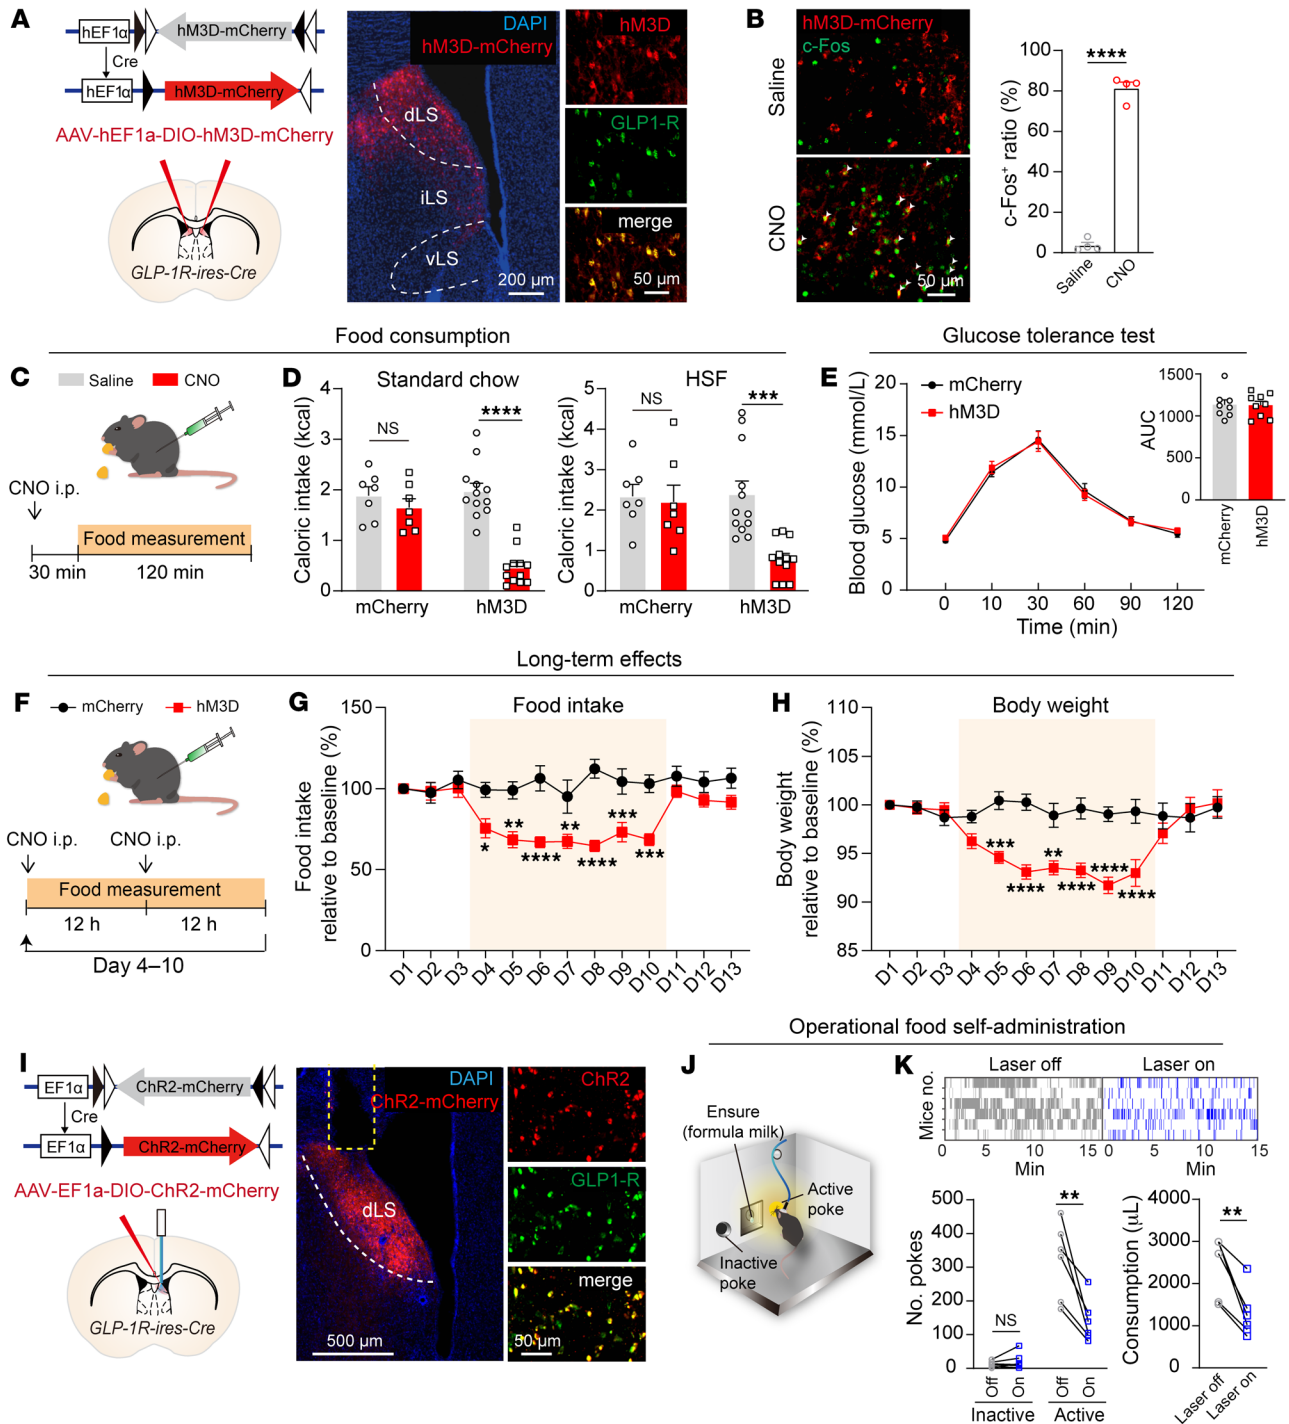 A
hEF1α
hM3D-mCherry
Cre
hEF1α
hM3D-mCherry
AAV-hEF1a-DIO-hM3D-mCherry
GLP-1R-ires-Cre
DAPI
hM3D-mCherry
dLS
iLS
vLS
200 µm
hM3D
GLP1-R
merge
50 µm
B
hM3D-mCherry
c-Fos
Saline
CNO
50 µm
c-Fos⁺ ratio (%)
100
80
60
40
20
0
****
Saline
CNO
Food consumption
Glucose tolerance test
C
Saline
CNO
CNO i.p.
Food measurement
30 min
120 min
D
Standard chow
Caloric intake (kcal)
4
3
2
1
0
NS
****
mCherry
hM3D
HSF
Caloric intake (kcal)
5
4
3
2
1
0
NS
***
mCherry
hM3D
E
mCherry
hM3D
Blood glucose (mmol/L)
20
15
10
5
0
0
10
30
60
90
120
Time (min)
AUC
1500
1000
500
0
mCherry
hM3D
Long-term effects
F
mCherry
hM3D
CNO i.p.
CNO i.p.
Food measurement
12 h
12 h
Day 4–10
G
Food intake
Food intake
relative to baseline (%)
150
100
50
0
*
**
****
**
****
***
***
D1
D2
D3
D4
D5
D6
D7
D8
D9
D10
D11
D12
D13
H
Body weight
Body weight
relative to baseline (%)
110
105
100
95
90
85
***
****
**
****
****
****
D1
D2
D3
D4
D5
D6
D7
D8
D9
D10
D11
D12
D13
Operational food self-administration
I
EF1α
ChR2-mCherry
Cre
EF1α
ChR2-mCherry
AAV-EF1a-DIO-ChR2-mCherry
GLP-1R-ires-Cre
DAPI
ChR2-mCherry
dLS
500 µm
ChR2
GLP1-R
merge
50 µm
J
Ensure
(formula milk)
Active
poke
Inactive
poke
K
Laser off
Laser on
Mice no.
0
5
10
15
5
10
15
Min
Min
No. pokes
500
400
300
200
100
0
NS
**
Off
On
Off
On
Inactive
Active
Consumption (µL)
4000
3000
2000
1000
0
**
Laser off
Laser on